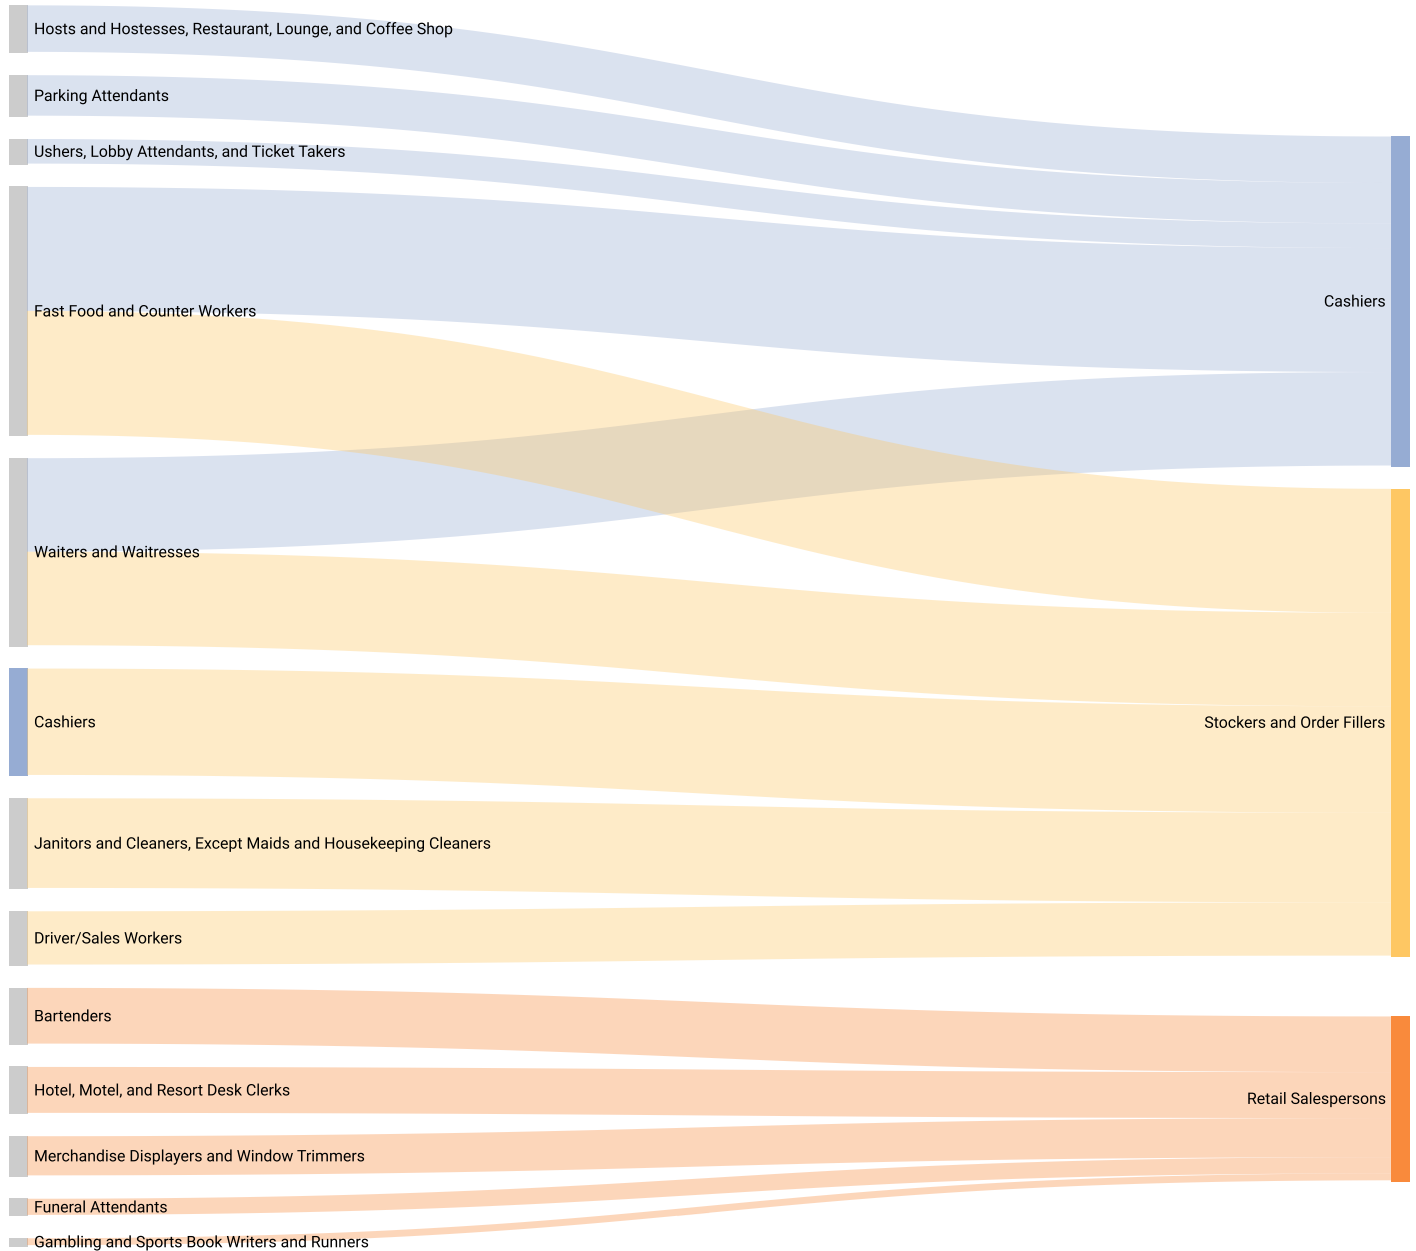 Hosts and Hostesses, Restaurant, Lounge, and Coffee Shop
Parking Attendants
Ushers, Lobby Attendants, and Ticket Takers
Fast Food and Counter Workers
Waiters and Waitresses
Cashiers
Janitors and Cleaners, Except Maids and Housekeeping Cleaners
Driver/Sales Workers
Bartenders
Hotel, Motel, and Resort Desk Clerks
Merchandise Displayers and Window Trimmers
Funeral Attendants
Gambling and Sports Book Writers and Runners
Cashiers
Stockers and Order Fillers
Retail Salespersons